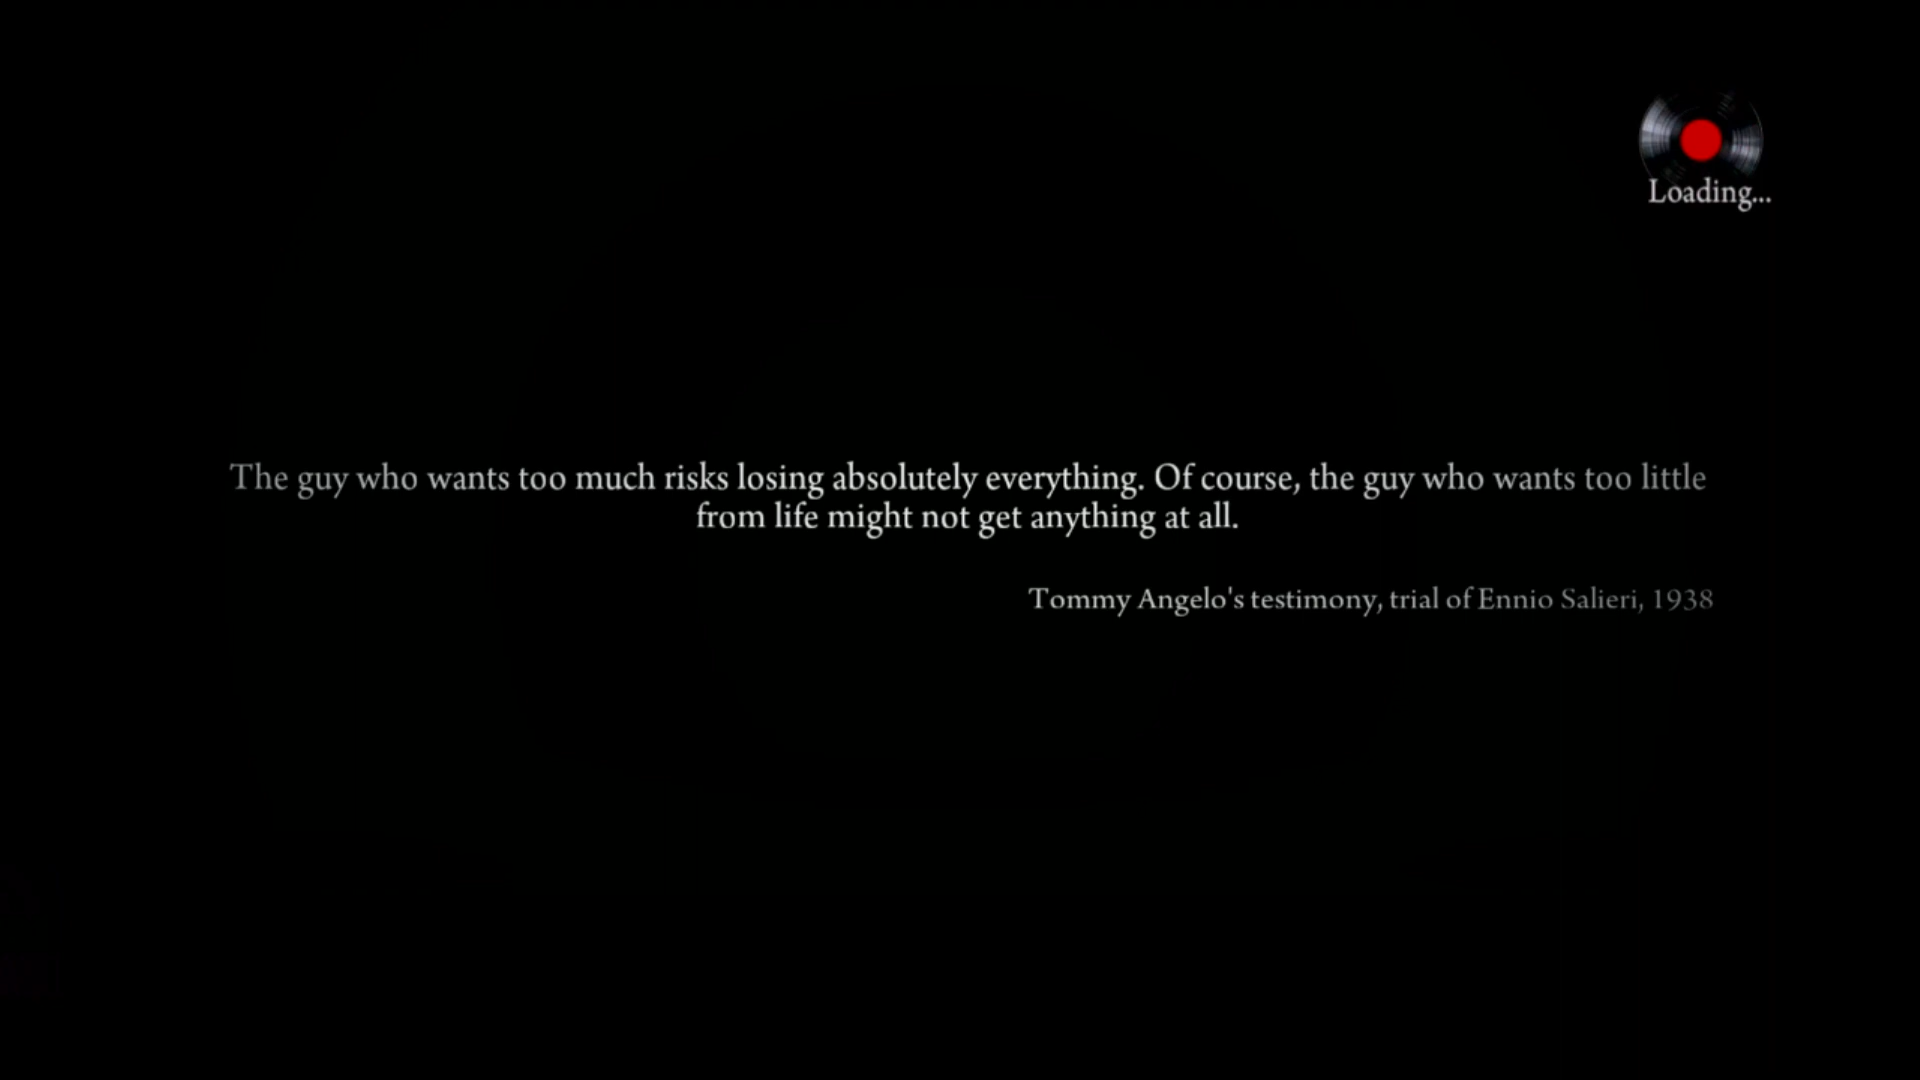 Loading...
The guy who wants too much risks losing absolutely everything. Of course, the guy who wants too little
from life might not get anything at all.
Tommy Angelo's testimony, trial of Ennio Salieri, 1938